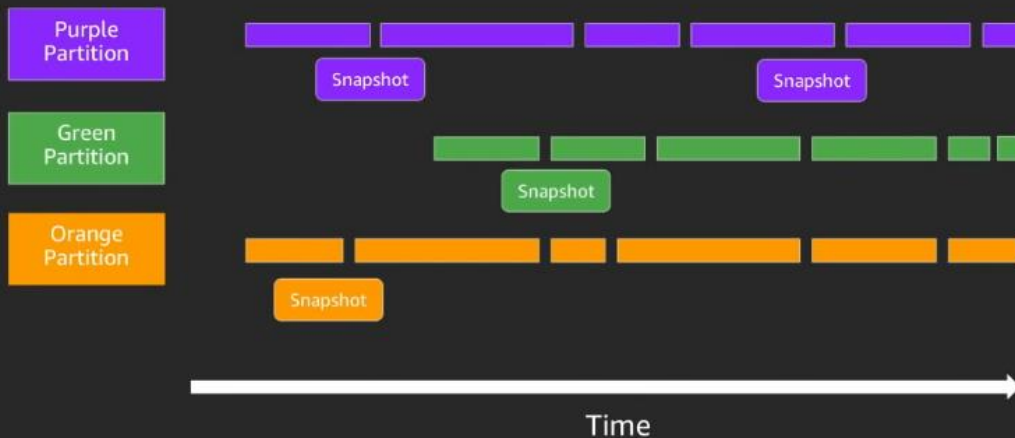 Purple
Partition
Snapshot
Snapshot
Green
Partition
Snapshot
Orange
Partition
Snapshot
Time